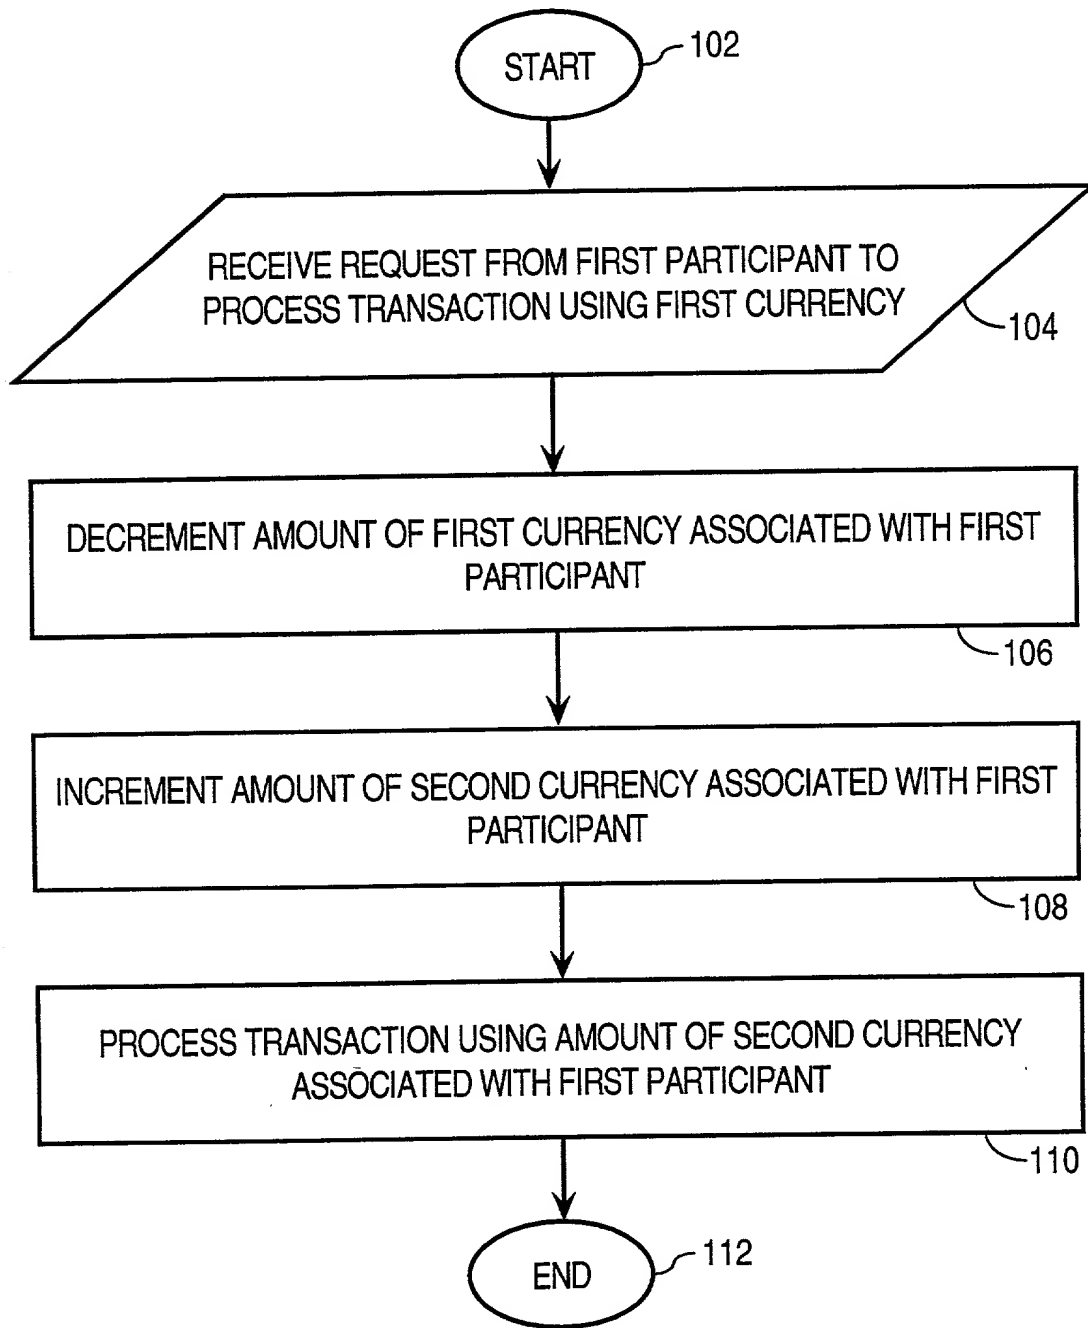 START
102
RECEIVE REQUEST FROM FIRST PARTICIPANT TO
PROCESS TRANSACTION USING FIRST CURRENCY
104
DECREMENT AMOUNT OF FIRST CURRENCY ASSOCIATED WITH FIRST
PARTICIPANT
106
INCREMENT AMOUNT OF SECOND CURRENCY ASSOCIATED WITH FIRST
PARTICIPANT
108
PROCESS TRANSACTION USING AMOUNT OF SECOND CURRENCY
ASSOCIATED WITH FIRST PARTICIPANT
110
END
112